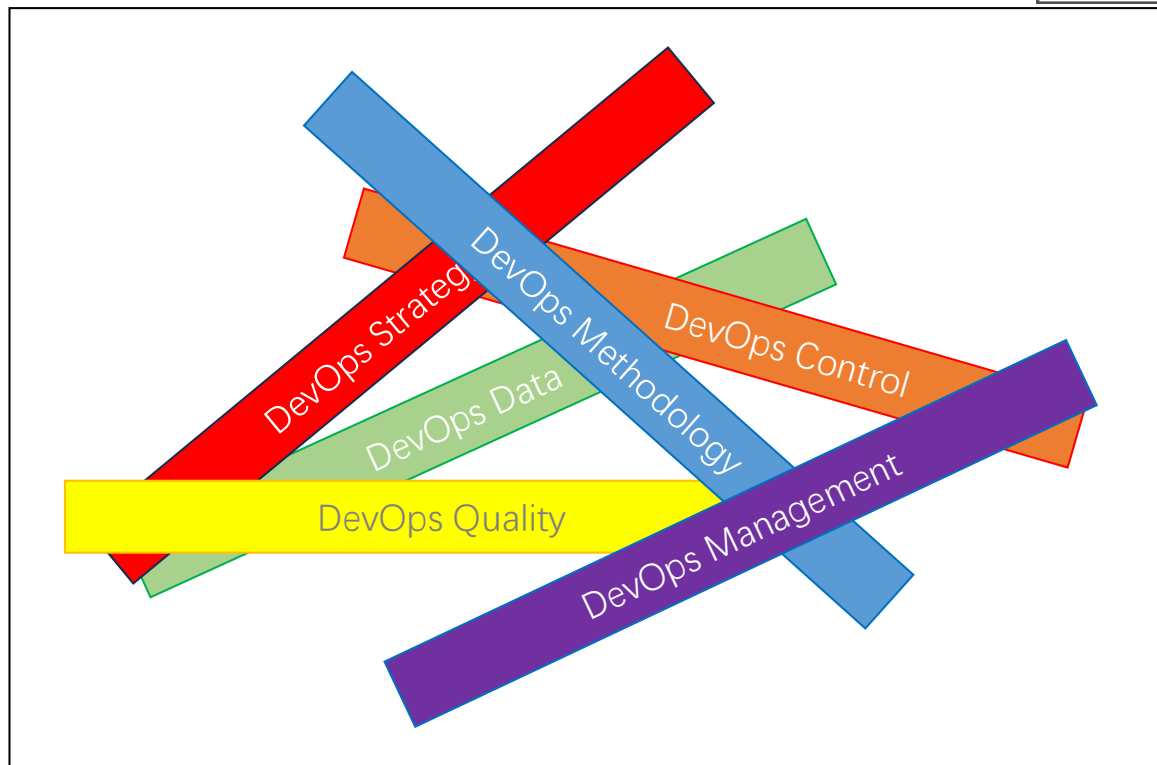 DevOps Strateg
DevOps Methodology
DevOps Control
DevOps Data
DevOps Quality
DevOps Management